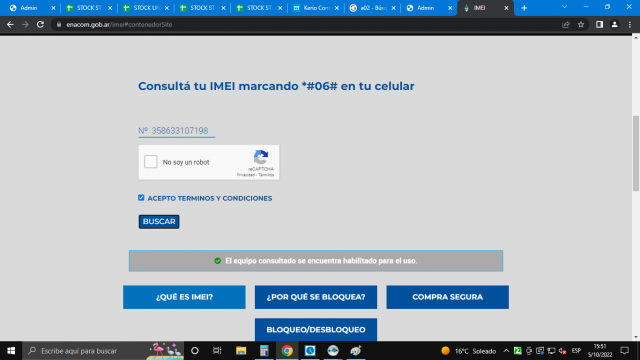 Admin
STOCK ST
STOCK UN
STOCK ST
STOCK ST
Kerio Con
a02 - Bús
Admin
IMEI
enacom.gob.ar/imei#contenedorSite
Consultá tu IMEI marcando *#06# en tu celular
Nº 358633107198
No soy un robot
reCAPTCHA
Privacidad - Términos
ACEPTO TERMINOS Y CONDICIONES
BUSCAR
El equipo consultado se encuentra habilitado para el uso.
¿QUÉ ES IMEI?
¿POR QUÉ SE BLOQUEA?
COMPRA SEGURA
BLOQUEO/DESBLOQUEO
Escribe aquí para buscar
16°C Soleado
ESP
15:51
5/10/2022